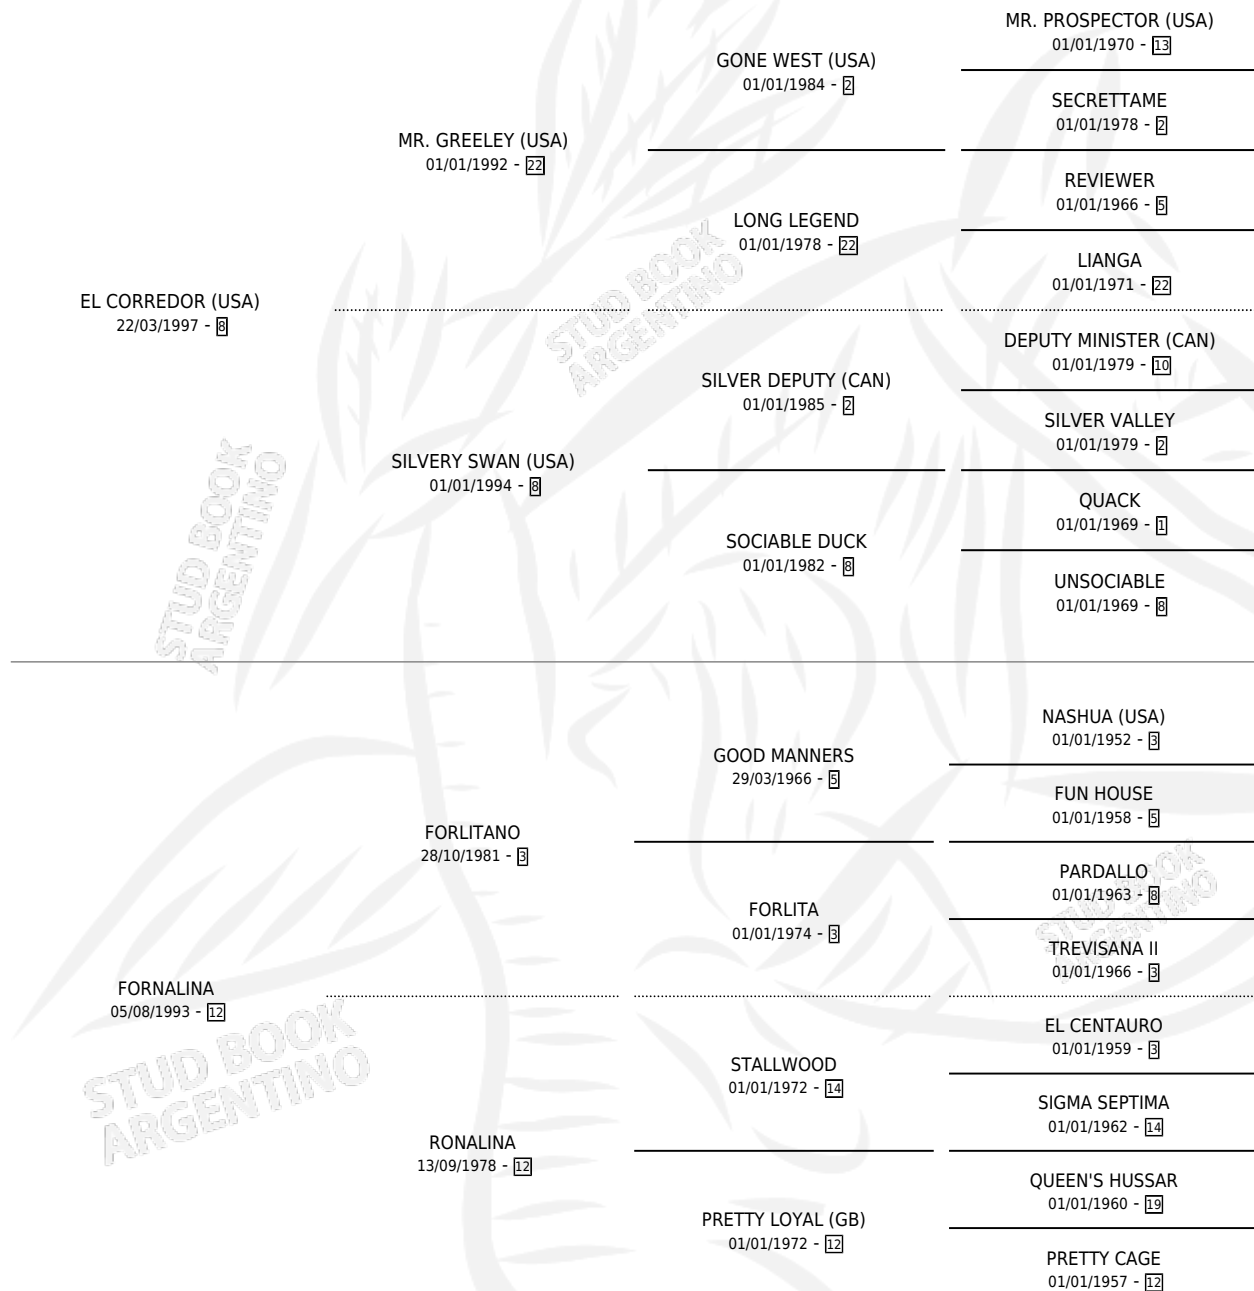 MR. PROSPECTOR (USA)
01/01/1970 - 13
GONE WEST (USA)
01/01/1984 - 2
SECRETTAME
01/01/1978 - 2
MR. GREELEY (USA)
01/01/1992 - 22
REVIEWER
01/01/1966 - 5
LONG LEGEND
01/01/1978 - 22
LIANGA
01/01/1971 - 22
EL CORREDOR (USA)
22/03/1997 - 8
DEPUTY MINISTER (CAN)
01/01/1979 - 10
SILVER DEPUTY (CAN)
01/01/1985 - 2
SILVER VALLEY
01/01/1979 - 2
SILVERY SWAN (USA)
01/01/1994 - 8
QUACK
01/01/1969 - 1
SOCIABLE DUCK
01/01/1982 - 8
UNSOCIABLE
01/01/1969 - 8
STUD BOOK
ARGENTINO
STUD BOOK
ARGENTINO
NASHUA (USA)
01/01/1952 - 3
GOOD MANNERS
29/03/1966 - 5
FUN HOUSE
01/01/1958 - 5
FORLITANO
28/10/1981 - 3
PARDALLO
01/01/1963 - 8
FORLITA
01/01/1974 - 3
TREVISANA II
01/01/1966 - 3
STUD BOOK
ARGENTINO
FORNALINA
05/08/1993 - 12
EL CENTAURO
01/01/1959 - 3
STALLWOOD
01/01/1972 - 14
SIGMA SEPTIMA
01/01/1962 - 14
STUD BOOK
ARGENTINO
RONALINA
13/09/1978 - 12
QUEEN'S HUSSAR
01/01/1960 - 19
PRETTY LOYAL (GB)
01/01/1972 - 12
PRETTY CAGE
01/01/1957 - 12